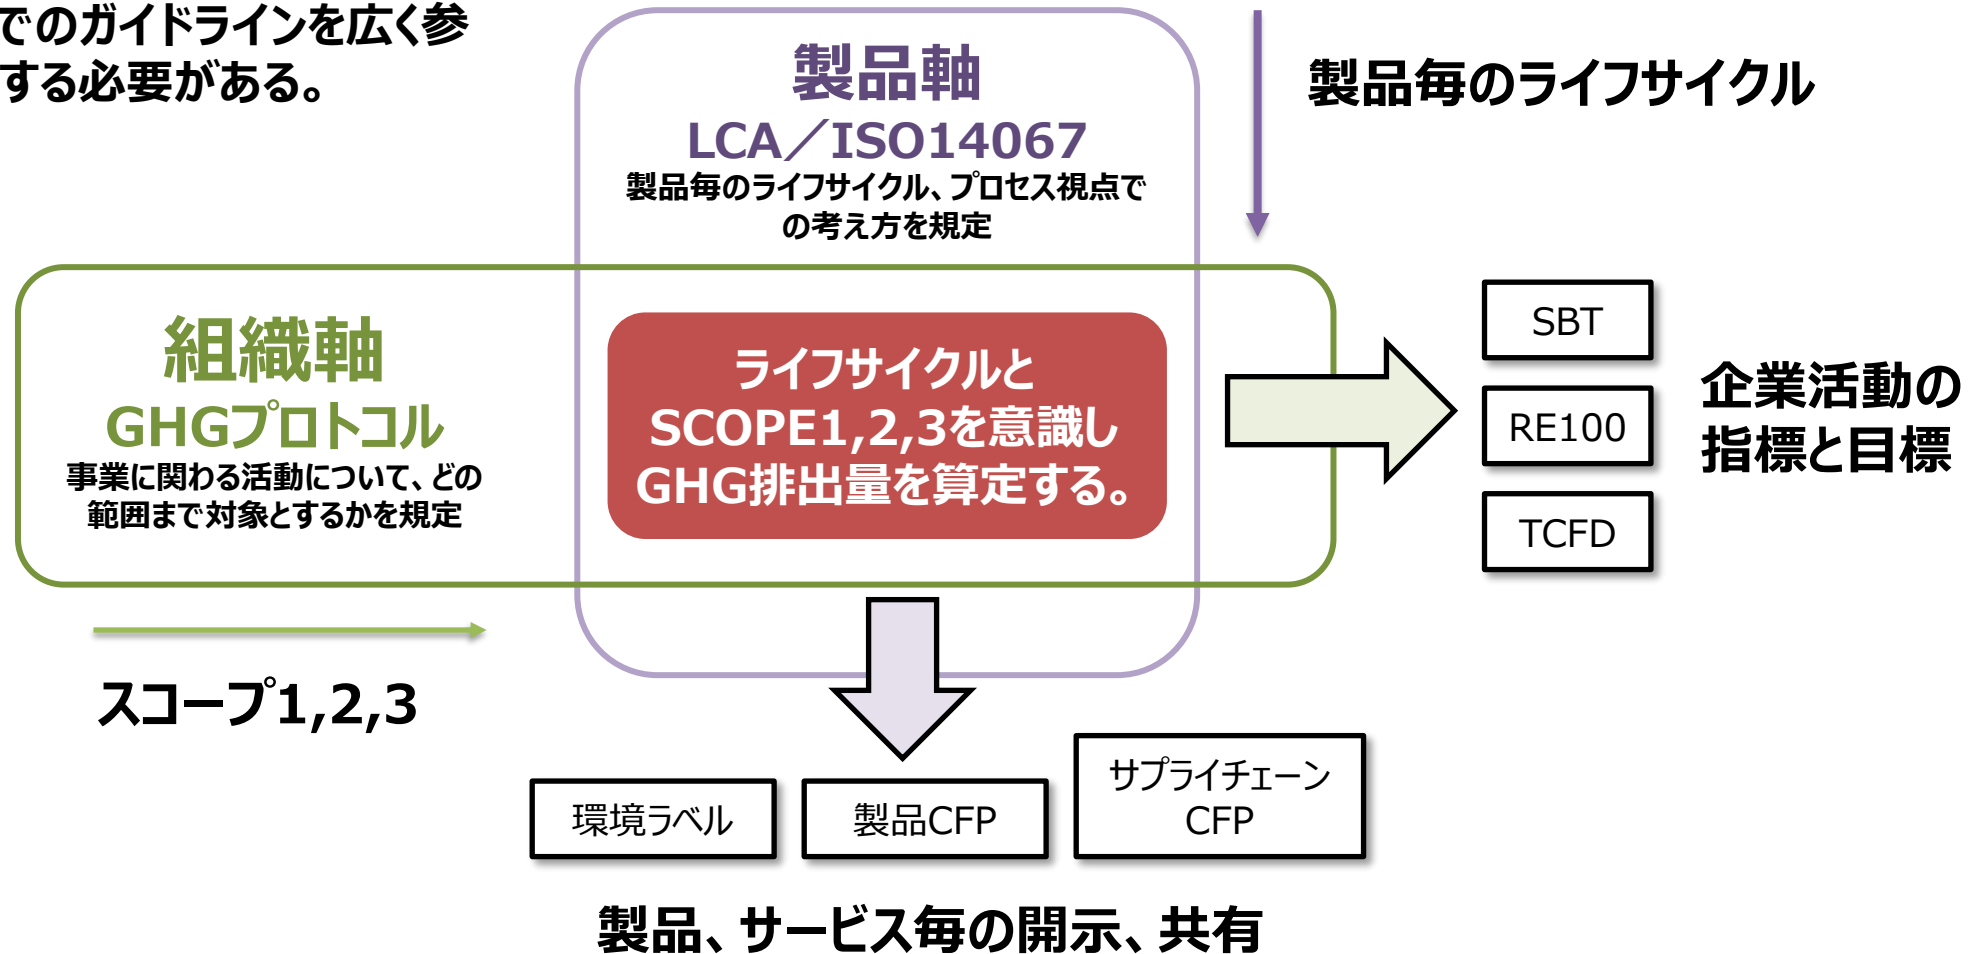 でのガイドラインを広く参
する必要がある。
製品軸
LCA／ISO14067
製品毎のライフサイクル、プロセス視点で
の考え方を規定
製品毎のライフサイクル
組織軸
GHGプロトコル
事業に関わる活動について、どの
範囲まで対象とするかを規定
ライフサイクルと
SCOPE1,2,3を意識し
GHG排出量を算定する。
SBT
RE100
TCFD
企業活動の
指標と目標
スコープ1,2,3
環境ラベル
製品CFP
サプライチェーン
CFP
製品、サービス毎の開示、共有